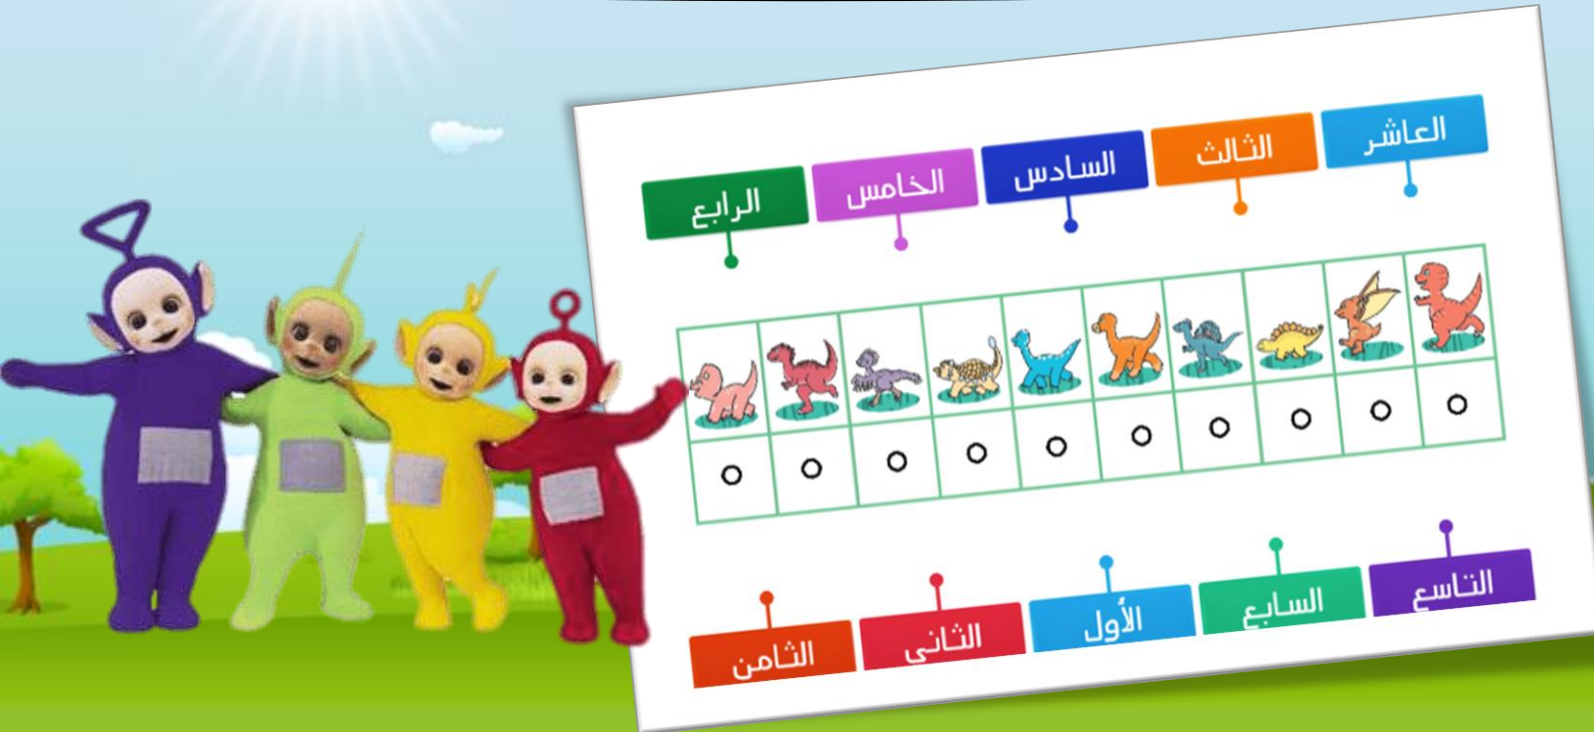 العاشر
الثالث
السادس
الخامس
الرابع
التاسع
السابع
الأول
الثاني
الثامن